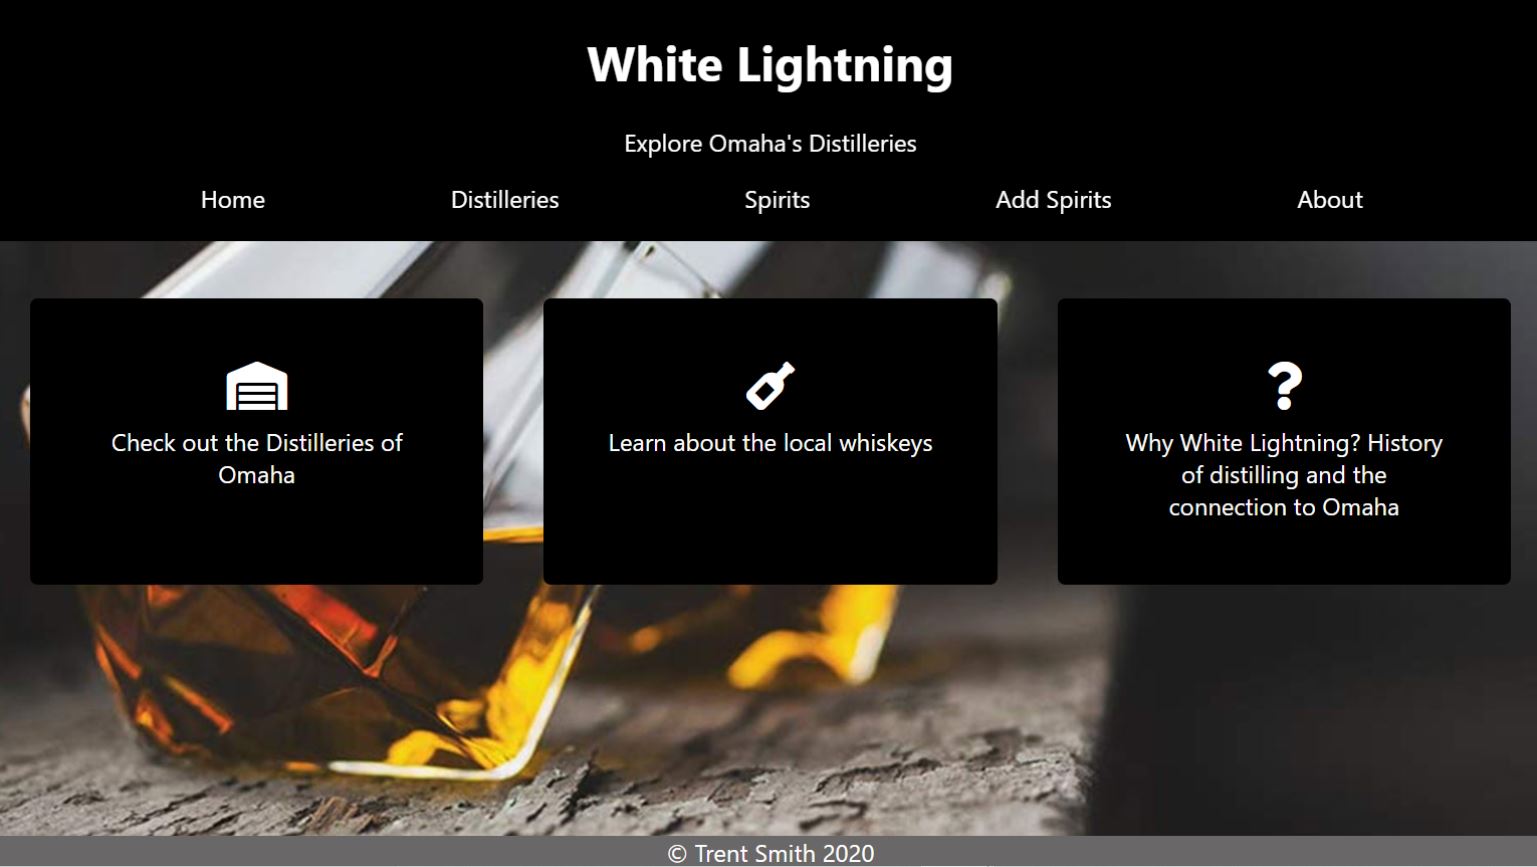 White Lightning
Explore Omaha's Distilleries
Home Distilleries Spirits Add Spirits About
Check out the Distilleries of
Omaha
Learn about the local whiskeys
Why White Lightning? History
of distilling and the
connection to Omaha
© Trent Smith 2020